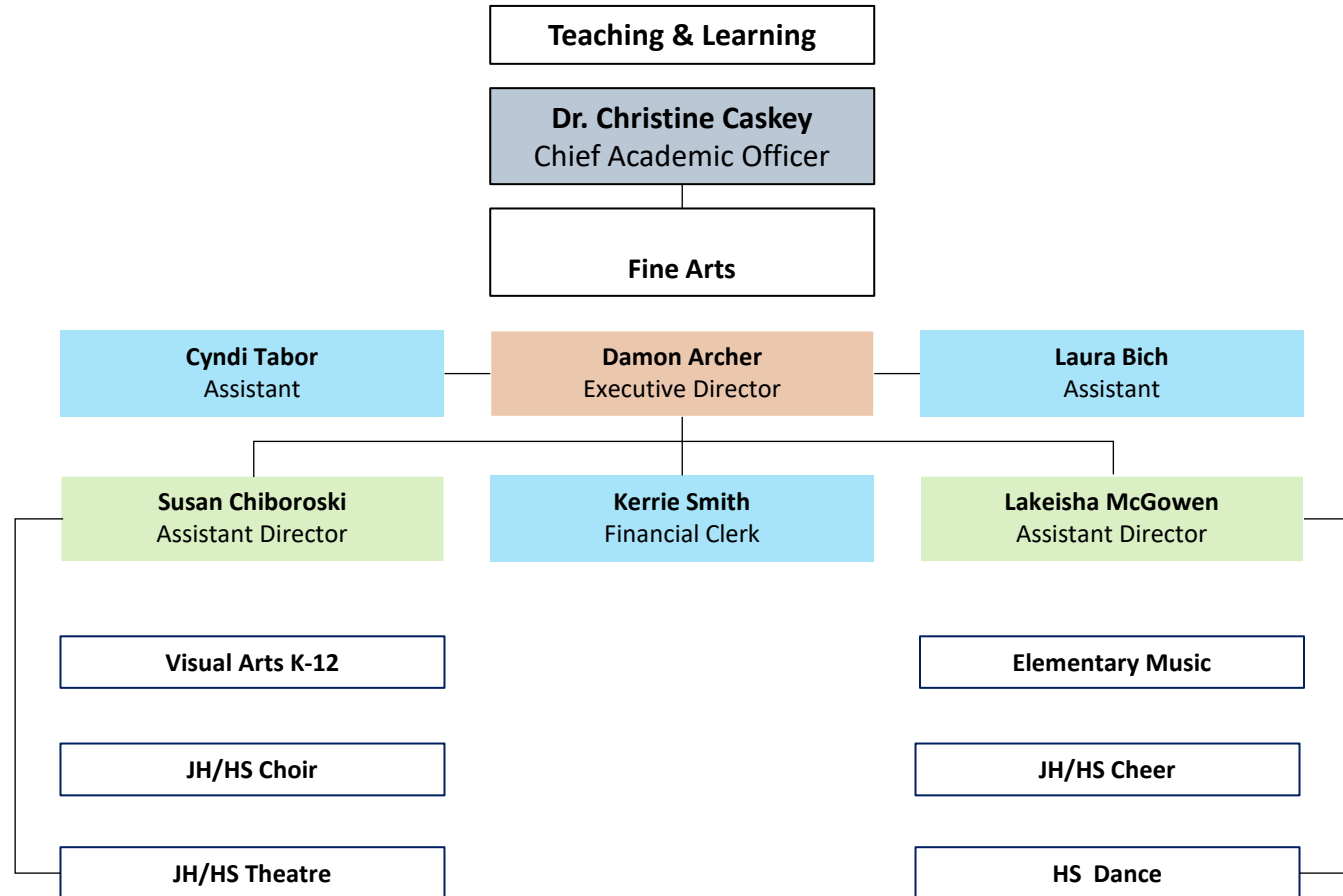 Teaching & Learning
Dr. Christine Caskey
Chief Academic Officer
Fine Arts
Cyndi Tabor
Assistant
Damon Archer
Executive Director
Laura Bich
Assistant
Susan Chiboroski
Assistant Director
Kerrie Smith
Financial Clerk
Lakeisha McGowen
Assistant Director
Visual Arts K-12
Elementary Music
JH/HS Choir
JH/HS Cheer
JH/HS Theatre
HS Dance